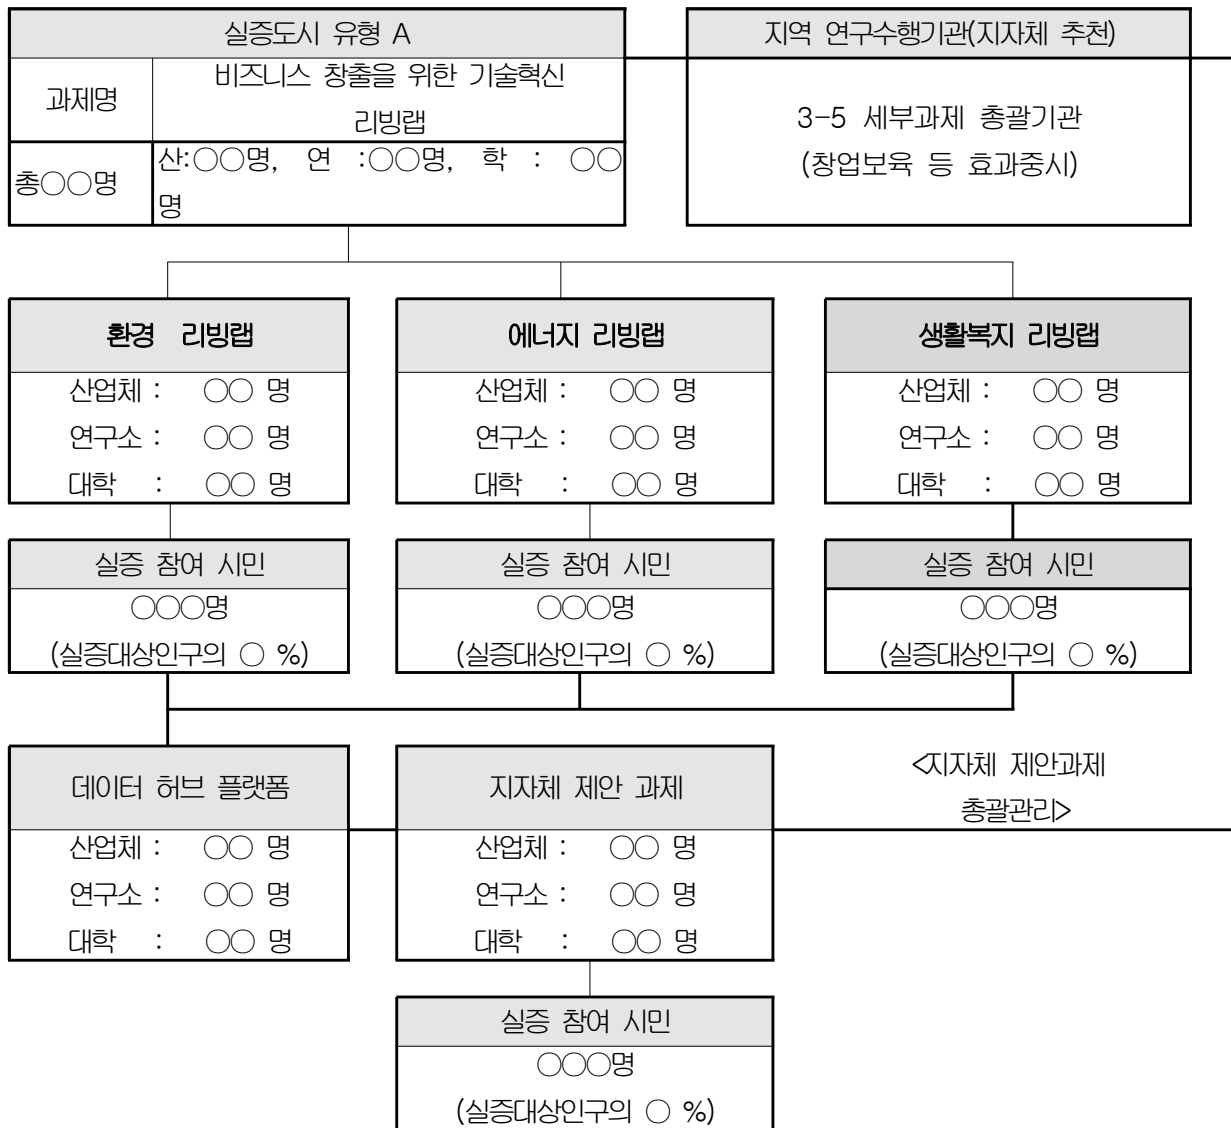 실증도시 유형 A
과제명
비즈니스 창출을 위한 기술혁신
리빙랩
총○○명
산:○○명, 연 :○○명, 학 : ○○
명
지역 연구수행기관(지자체 추천)
3-5 세부과제 총괄기관
(창업보육 등 효과중시)
환경 리빙랩
산업체 : ○○ 명
연구소 : ○○ 명
대학 : ○○ 명
에너지 리빙랩
산업체 : ○○ 명
연구소 : ○○ 명
대학 : ○○ 명
생활복지 리빙랩
산업체 : ○○ 명
연구소 : ○○ 명
대학 : ○○ 명
실증 참여 시민
○○○명
(실증대상인구의 ○ %)
실증 참여 시민
○○○명
(실증대상인구의 ○ %)
실증 참여 시민
○○○명
(실증대상인구의 ○ %)
데이터 허브 플랫폼
산업체 : ○○ 명
연구소 : ○○ 명
대학 : ○○ 명
지자체 제안 과제
산업체 : ○○ 명
연구소 : ○○ 명
대학 : ○○ 명
<지자체 제안과제
총괄관리>
실증 참여 시민
○○○명
(실증대상인구의 ○ %)